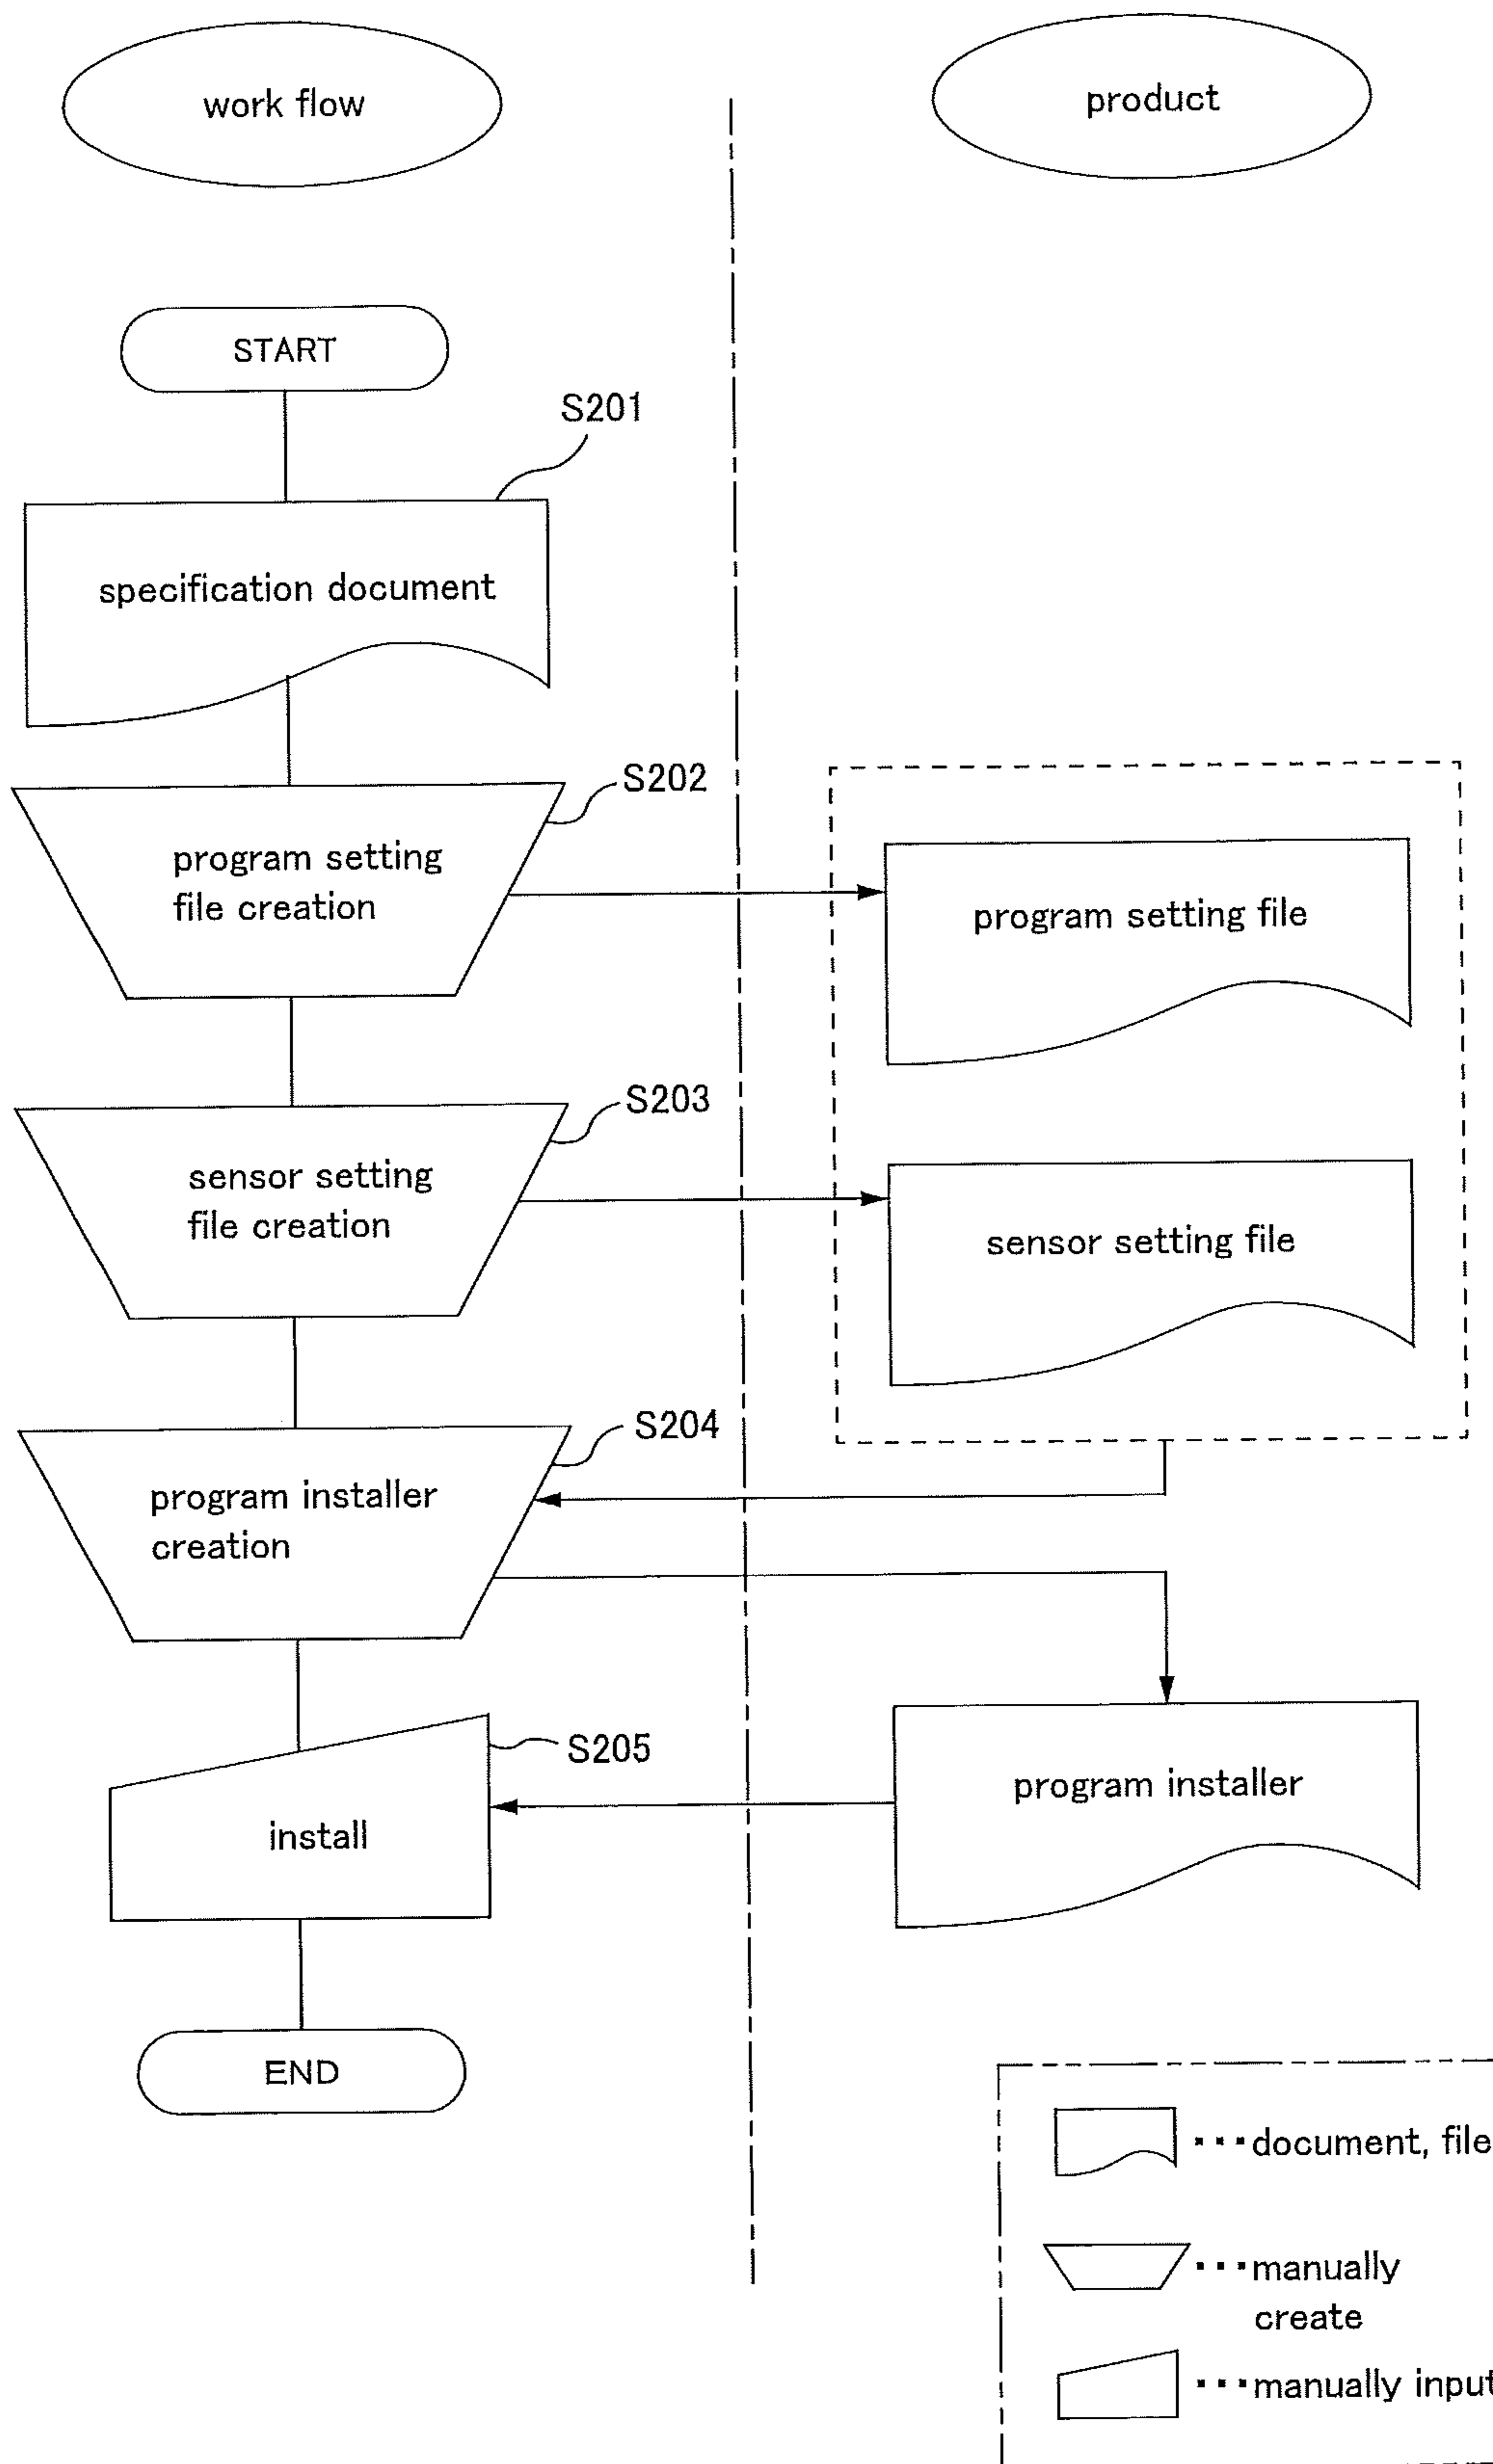 work flow
product
START
S201
specification document
S202
program setting
file creation
program setting file
S203
sensor setting
file creation
sensor setting file
S204
program installer
creation
S205
install
program installer
END
・・・document, file
・・・manually
create
・・・manually input